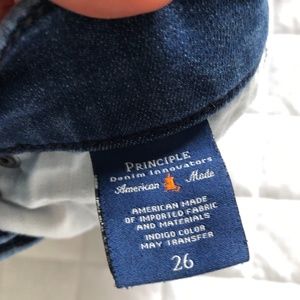 PRINCIPLE
Denim Innovators
American Made
AMERICAN MADE
OF IMPORTED FABRIC
AND MATERIALS
INDIGO COLOR
MAY TRANSFER
26